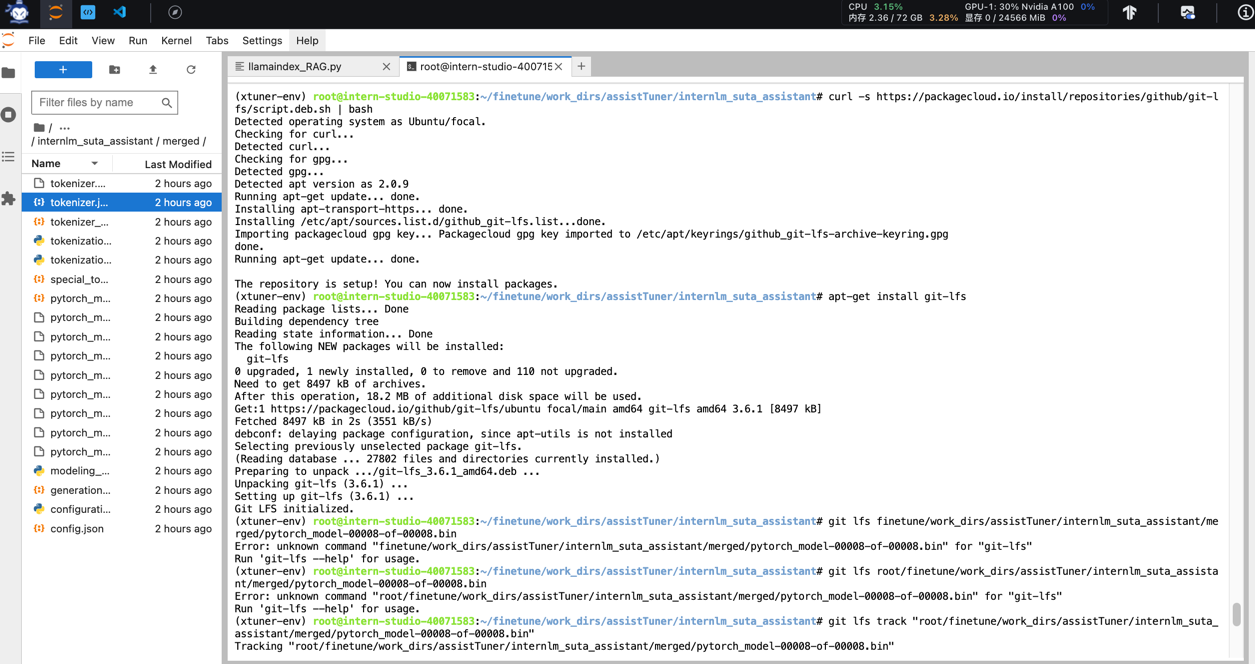 CPU 3.15%
GPU-1: 30% Nvidia A100 0%
内存 2.36 / 72 GB 3.28%
显存 0 / 24566 MiB 0%
File Edit View Run Kernel Tabs Settings Help
+
Filter files by name
/ ...
/ internlm_suta_assistant / merged /
Name Last Modified
tokenizer.... 2 hours ago
tokenizer.j... 2 hours ago
tokenizer_... 2 hours ago
tokenizatio... 2 hours ago
tokenizatio... 2 hours ago
special_to... 2 hours ago
pytorch_m... 2 hours ago
pytorch_m... 2 hours ago
pytorch_m... 2 hours ago
pytorch_m... 2 hours ago
pytorch_m... 2 hours ago
pytorch_m... 2 hours ago
pytorch_m... 2 hours ago
pytorch_m... 2 hours ago
pytorch_m... 2 hours ago
modeling_... 2 hours ago
generation... 2 hours ago
configurati... 2 hours ago
config.json 2 hours ago
llamaindex_RAG.py × root@intern-studio-400715 × +
(xtuner-env) root@intern-studio-40071583:~/finetune/work_dirs/assistTuner/internlm_suta_assistant# curl -s https://packagecloud.io/install/repositories/github/git-l
fs/script.deb.sh | bash
Detected operating system as Ubuntu/focal.
Checking for curl...
Detected curl...
Checking for gpg...
Detected gpg...
Detected apt version as 2.0.9
Running apt-get update... done.
Installing apt-transport-https... done.
Installing /etc/apt/sources.list.d/github_git-lfs.list...done.
Importing packagecloud gpg key... Packagecloud gpg key imported to /etc/apt/keyrings/github_git-lfs-archive-keyring.gpg
done.
Running apt-get update... done.
The repository is setup! You can now install packages.
(xtuner-env) root@intern-studio-40071583:~/finetune/work_dirs/assistTuner/internlm_suta_assistant# apt-get install git-lfs
Reading package lists... Done
Building dependency tree
Reading state information... Done
The following NEW packages will be installed:
git-lfs
0 upgraded, 1 newly installed, 0 to remove and 110 not upgraded.
Need to get 8497 kB of archives.
After this operation, 18.2 MB of additional disk space will be used.
Get:1 https://packagecloud.io/github/git-lfs/ubuntu focal/main amd64 git-lfs amd64 3.6.1 [8497 kB]
Fetched 8497 kB in 2s (3551 kB/s)
debconf: delaying package configuration, since apt-utils is not installed
Selecting previously unselected package git-lfs.
(Reading database ... 27802 files and directories currently installed.)
Preparing to unpack .../git-lfs_3.6.1_amd64.deb ...
Unpacking git-lfs (3.6.1) ...
Setting up git-lfs (3.6.1) ...
Git LFS initialized.
(xtuner-env) root@intern-studio-40071583:~/finetune/work_dirs/assistTuner/internlm_suta_assistant# git lfs finetune/work_dirs/assistTuner/internlm_suta_assistant/me
rged/pytorch_model-00008-of-00008.bin
Error: unknown command "finetune/work_dirs/assistTuner/internlm_suta_assistant/merged/pytorch_model-00008-of-00008.bin" for "git-lfs"
Run 'git-lfs --help' for usage.
(xtuner-env) root@intern-studio-40071583:~/finetune/work_dirs/assistTuner/internlm_suta_assistant# git lfs root/finetune/work_dirs/assistTuner/internlm_suta_assista
nt/merged/pytorch_model-00008-of-00008.bin
Error: unknown command "root/finetune/work_dirs/assistTuner/internlm_suta_assistant/merged/pytorch_model-00008-of-00008.bin" for "git-lfs"
Run 'git-lfs --help' for usage.
(xtuner-env) root@intern-studio-40071583:~/finetune/work_dirs/assistTuner/internlm_suta_assistant# git lfs track "root/finetune/work_dirs/assistTuner/internlm_suta_
assistant/merged/pytorch_model-00008-of-00008.bin"
Tracking "root/finetune/work_dirs/assistTuner/internlm_suta_assistant/merged/pytorch_model-00008-of-00008.bin"